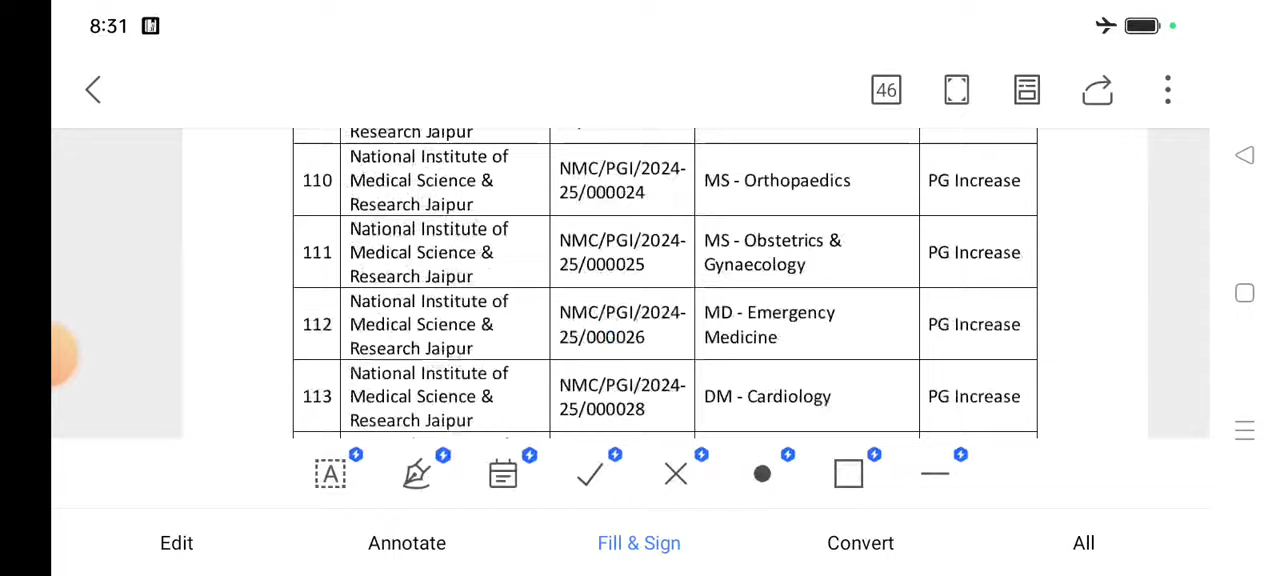 8:31
46
Research Jaipur
110
National Institute of
Medical Science &
Research Jaipur
NMC/PGI/2024-
25/000024
MS - Orthopaedics
PG Increase
111
National Institute of
Medical Science &
Research Jaipur
NMC/PGI/2024-
25/000025
MS - Obstetrics &
Gynaecology
PG Increase
112
National Institute of
Medical Science &
Research Jaipur
NMC/PGI/2024-
25/000026
MD - Emergency
Medicine
PG Increase
113
National Institute of
Medical Science &
Research Jaipur
NMC/PGI/2024-
25/000028
DM - Cardiology
PG Increase
A
Edit
Annotate
Fill & Sign
Convert
All